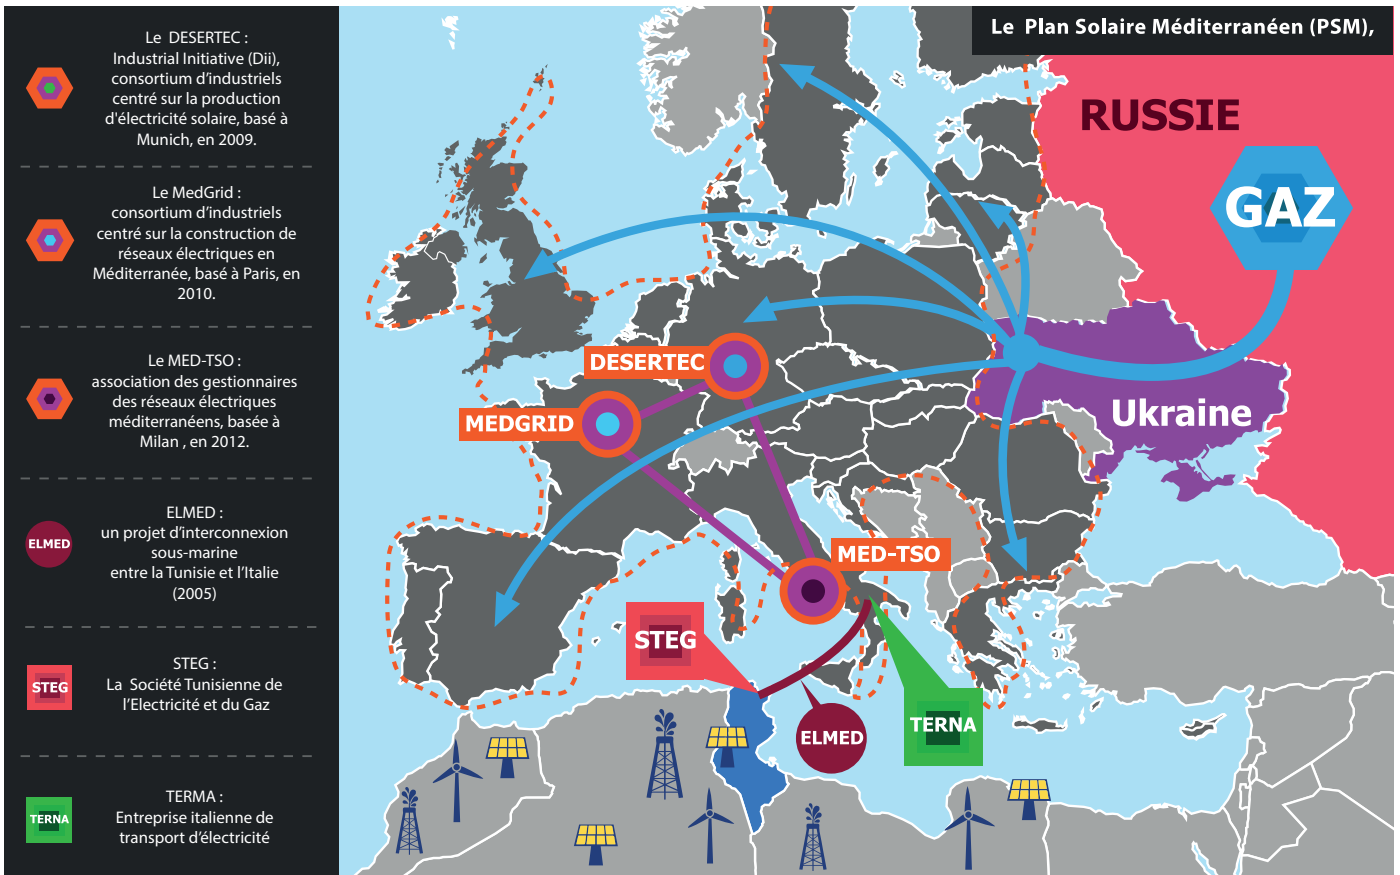 Le DESERTEC :
Industrial Initiative (Dii),
consortium d'industriels
centré sur la production
d'électricité solaire, basé à
Munich, en 2009.
Le MedGrid :
consortium d'industriels
centré sur la construction de
réseaux électriques en
Méditerranée, basé à Paris, en
2010.
Le MED-TSO :
association des gestionnaires
des réseaux électriques
méditerranéens, basée à
Milan , en 2012.
ELMED
ELMED :
un projet d'interconnexion
sous-marine
entre la Tunisie et l'Italie
(2005)
STEG
STEG :
La Société Tunisienne de
l'Electricité et du Gaz
TERNA
TERMA :
Entreprise italienne de
transport d'électricité
Le Plan Solaire Méditerranéen (PSM),
RUSSIE
GAZ
DESERTEC
Ukraine
MEDGRID
MED-TSO
STEG
TERNA
ELMED